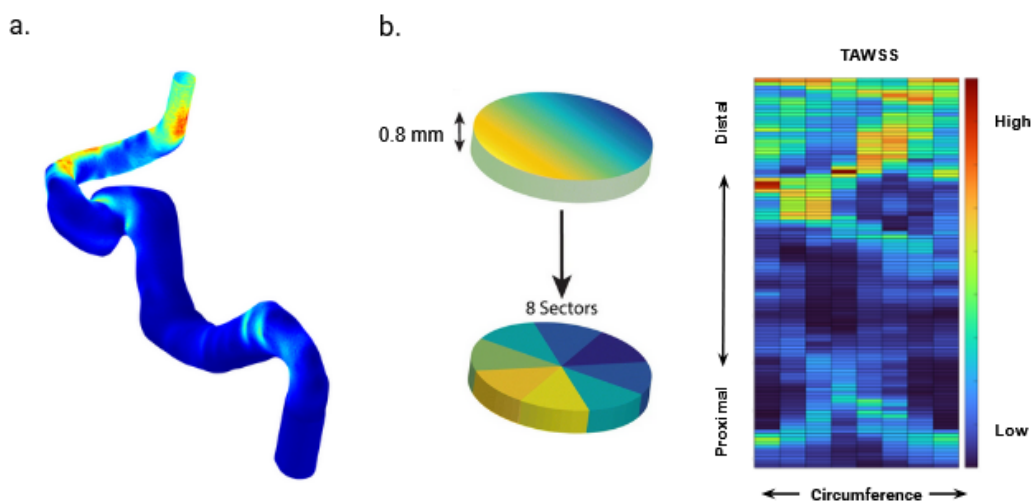 a.
b.
0.8 mm
8 Sectors
TAWSS
Distal
Proximal
High
Low
Circumference